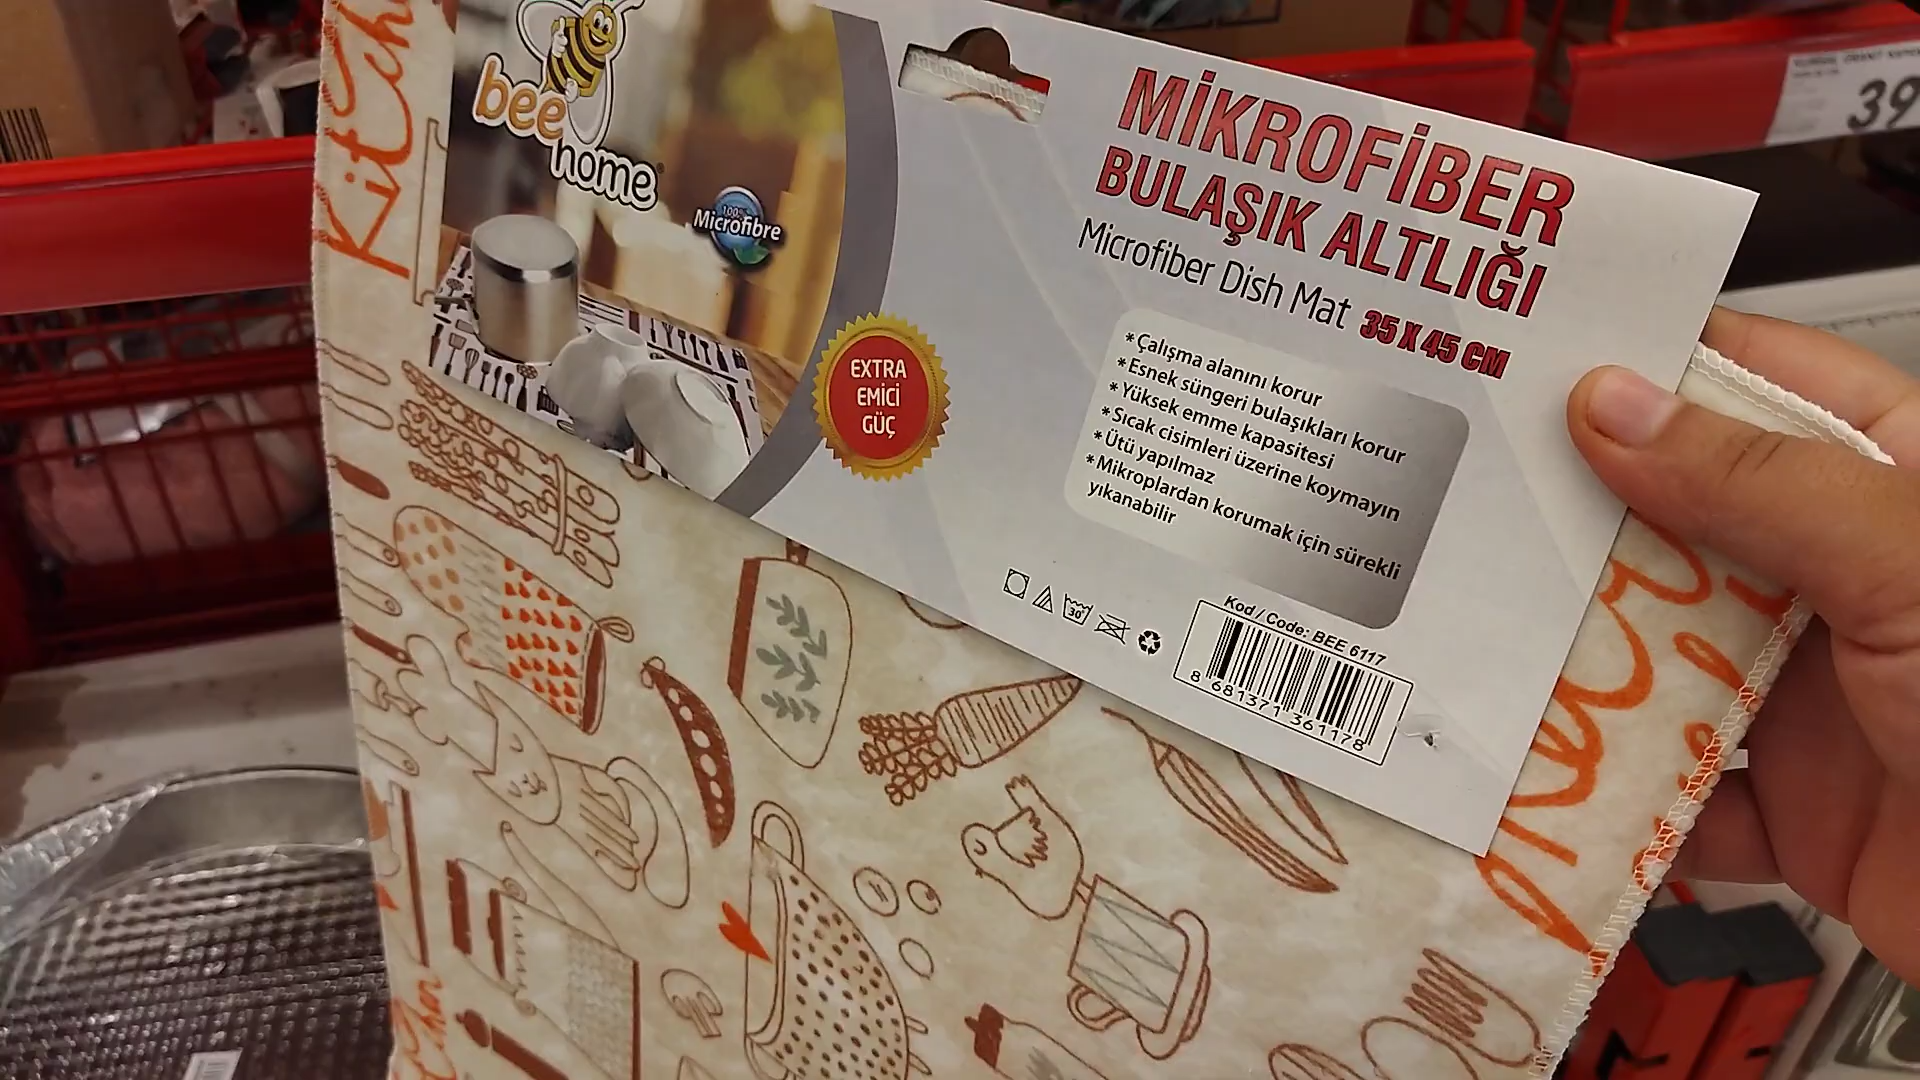 Kitchen
bee
home
100%
Microfibre
EXTRA
EMİCİ
GÜÇ
MİKROFİBER
BULAŞIK ALTLIĞI
Microfiber Dish Mat 35 X 45 CM
*Çalışma alanını korur
*Esnek süngeri bulaşıkları korur
*Yüksek emme kapasitesi
*Sıcak cisimleri üzerine koymayın
*Ütü yapılmaz
*Mikroplardan korumak için sürekli
yıkanabilir
30°
Kod / Code: BEE 6117
8 681371 361178
39